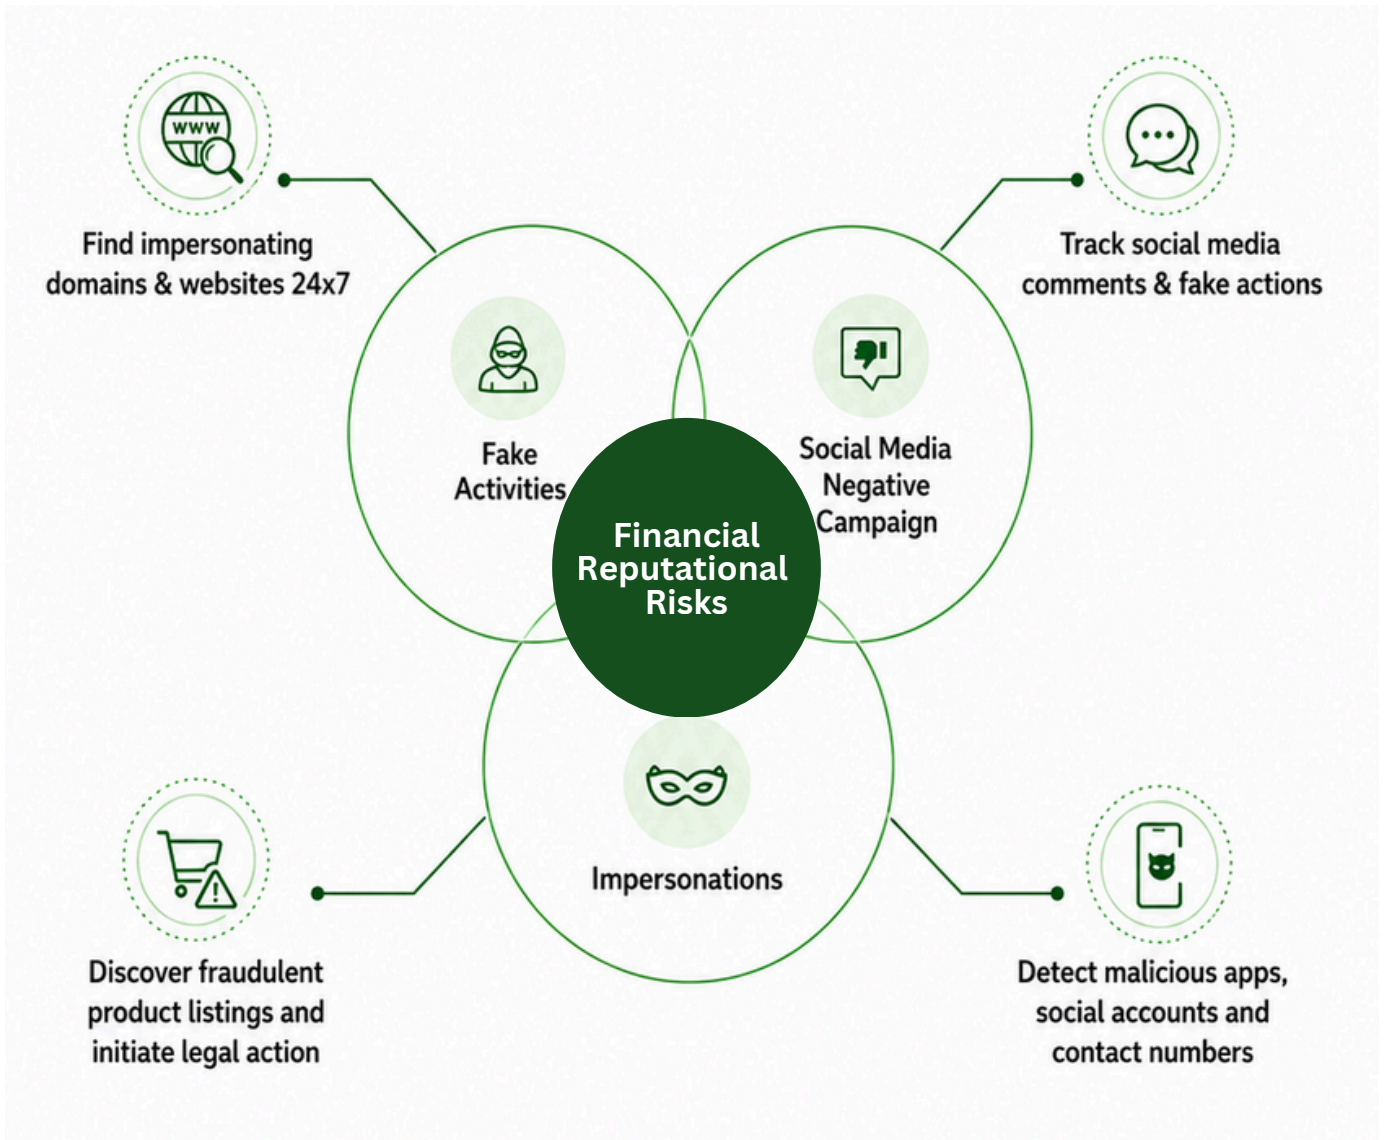 WWW
Find impersonating
domains & websites 24x7
Track social media
comments & fake actions
Fake
Activities
Social Media
Negative
Campaign
Financial
Reputational
Risks
Impersonations
Discover fraudulent
product listings and
initiate legal action
Detect malicious apps,
social accounts and
contact numbers